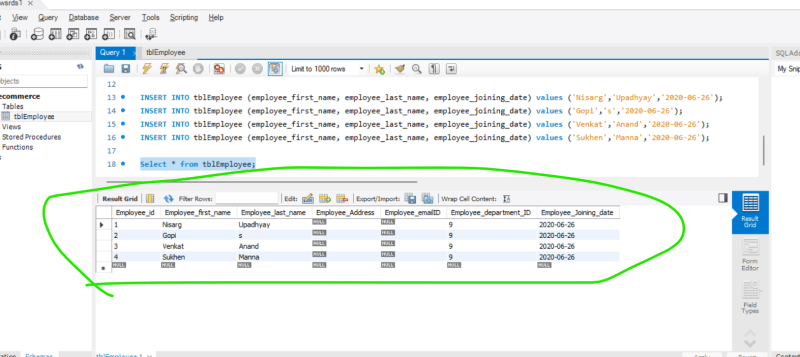 wsrds1 ×
View Query Database Server Tools Scripting Help
Query 1 tblEmployee
SQLAdd
objects
My Snip
Limit to 1000 rows
ecommerce
Tables
tblEmployee
Views
Stored Procedures
Functions
12
13 INSERT INTO tblEmployee (employee_first_name, employee_last_name, employee_joining_date) values ('Nisarg','Upadhyay','2020-06-26');
14 INSERT INTO tblEmployee (employee_first_name, employee_last_name, employee_joining_date) values ('Gopi','s','2020-06-26');
15 INSERT INTO tblEmployee (employee_first_name, employee_last_name, employee_joining_date) values ('Venkat','Anand','2020-06-26');
16 INSERT INTO tblEmployee (employee_first_name, employee_last_name, employee_joining_date) values ('Sukhen','Manna','2020-06-26');
17
18 Select * from tblEmployee;
Result Grid Filter Rows: Edit: Export/Import: Wrap Cell Content:
Employee_id Employee_first_name Employee_last_name Employee_Address Employee_emailID Employee_department_ID Employee_Joining_date
1 Nisarg Upadhyay NULL NULL 9 2020-06-26
2 Gopi s NULL NULL 9 2020-06-26
3 Venkat Anand NULL NULL 9 2020-06-26
4 Sukhen Manna NULL NULL 9 2020-06-26
NULL NULL NULL NULL NULL NULL NULL
Result
Grid
Form
Editor
Field
Types
Schemas
tblEmployee 1 ×